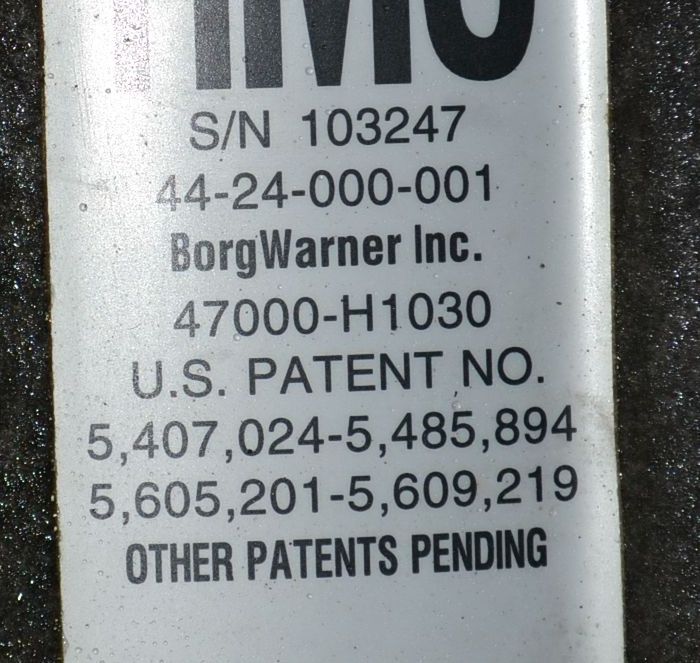 S/N 103247
44-24-000-001
BorgWarner Inc.
47000-H1030
U.S. PATENT NO.
5,407,024-5,485,894
5,605,201-5,609,219
OTHER PATENTS PENDING